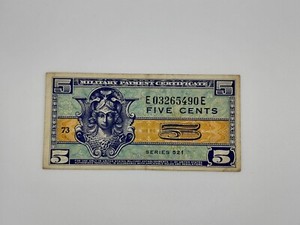 5 5
MILITARY PAYMENT CERTIFICATE
E03265490E
FIVE CENTS
73
5
SERIES 521
5 5